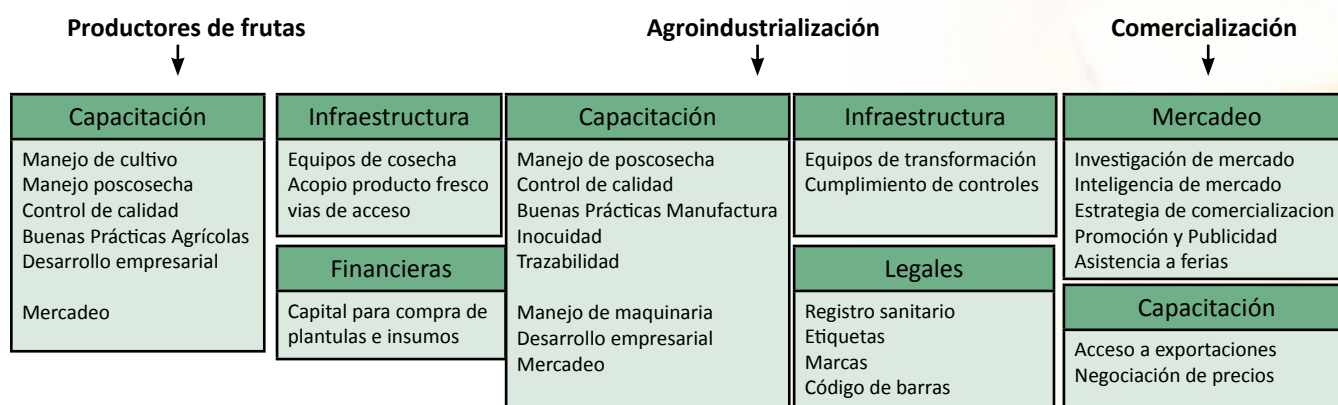 Productores de frutas
Agroindustrialización
Comercialización
Capacitación
Manejo de cultivo
Manejo poscosecha
Control de calidad
Buenas Prácticas Agrícolas
Desarrollo empresarial
Mercadeo
Infraestructura
Equipos de cosecha
Acopio producto fresco
vias de acceso
Financieras
Capital para compra de
plantulas e insumos
Capacitación
Manejo de poscosecha
Control de calidad
Buenas Prácticas Manufactura
Inocuidad
Trazabilidad
Manejo de maquinaria
Desarrollo empresarial
Mercadeo
Infraestructura
Equipos de transformación
Cumplimiento de controles
Legales
Registro sanitario
Etiquetas
Marcas
Código de barras
Mercadeo
Investigación de mercado
Inteligencia de mercado
Estrategia de comercializacion
Promoción y Publicidad
Asistencia a ferias
Capacitación
Acceso a exportaciones
Negociación de precios